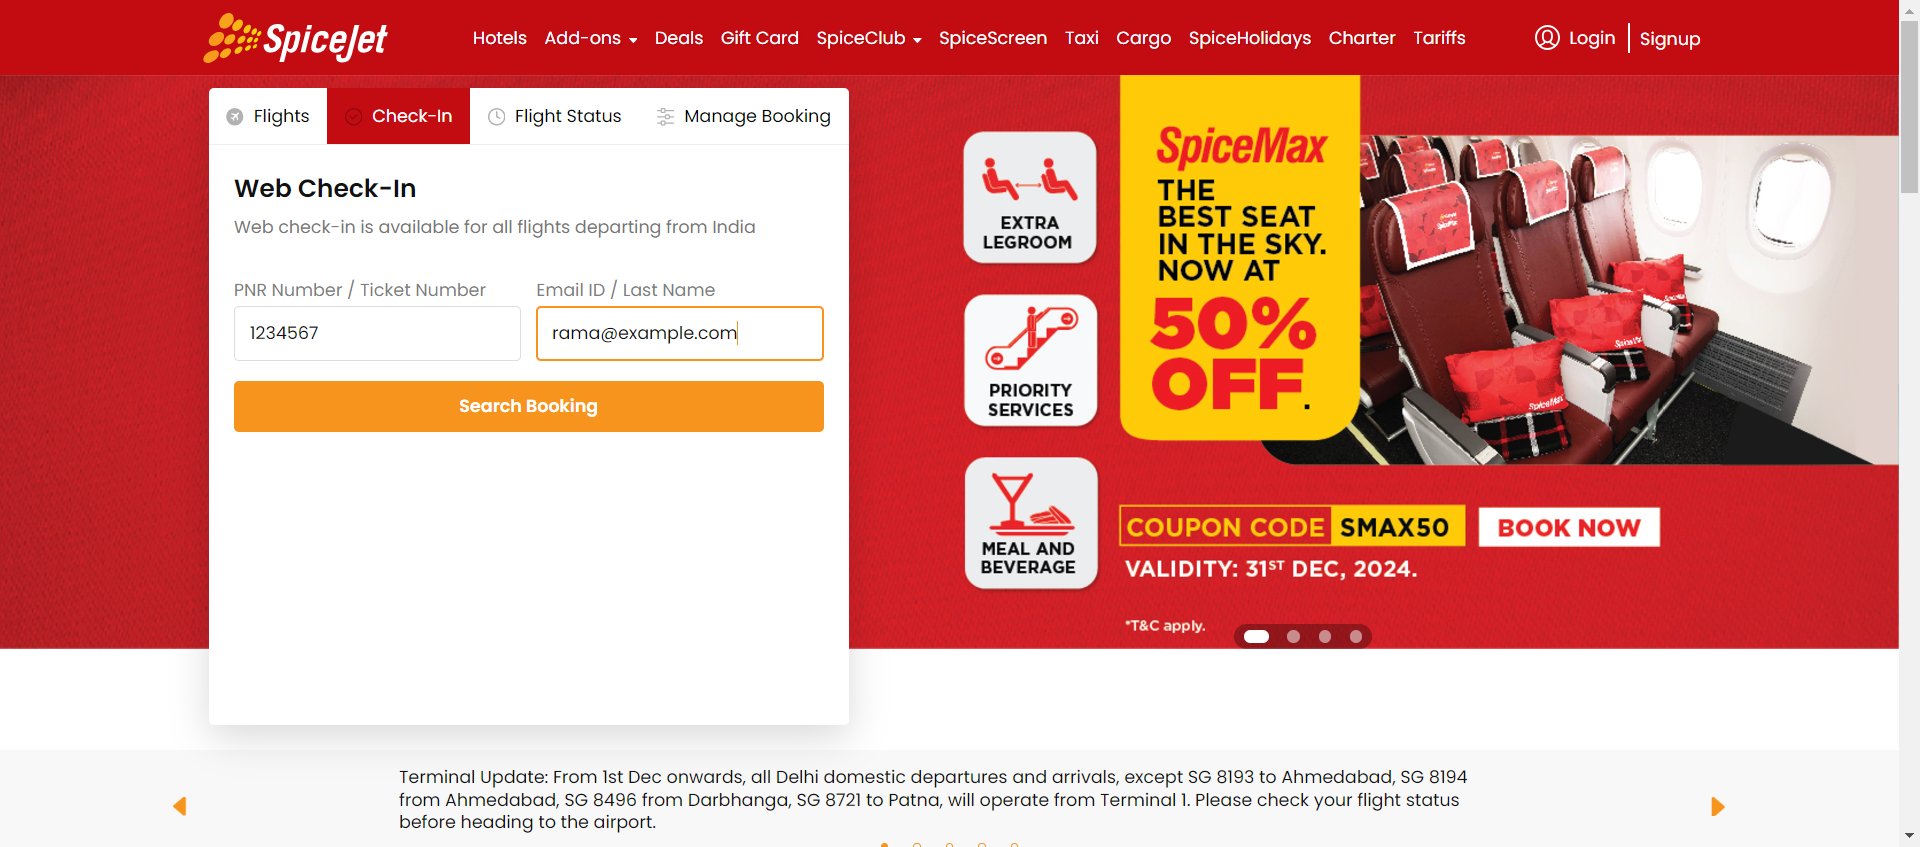 SpiceJet
Hotels Add-ons Deals Gift Card SpiceClub SpiceScreen Taxi Cargo SpiceHolidays Charter Tariffs Login Signup
Flights Check-In Flight Status Manage Booking
Web Check-In
Web check-in is available for all flights departing from India
PNR Number / Ticket Number Email ID / Last Name
1234567 rama@example.com
Search Booking
EXTRA
LEGROOM
PRIORITY
SERVICES
MEAL AND
BEVERAGE
SpiceMax
THE
BEST SEAT
IN THE SKY.
NOW AT
50%
OFF.
SpiceMax
COUPON CODE SMAX50 BOOK NOW
VALIDITY: 31ST DEC, 2024.
*T&C apply.
Terminal Update: From 1st Dec onwards, all Delhi domestic departures and arrivals, except SG 8193 to Ahmedabad, SG 8194
from Ahmedabad, SG 8496 from Darbhanga, SG 8721 to Patna, will operate from Terminal 1. Please check your flight status
before heading to the airport.